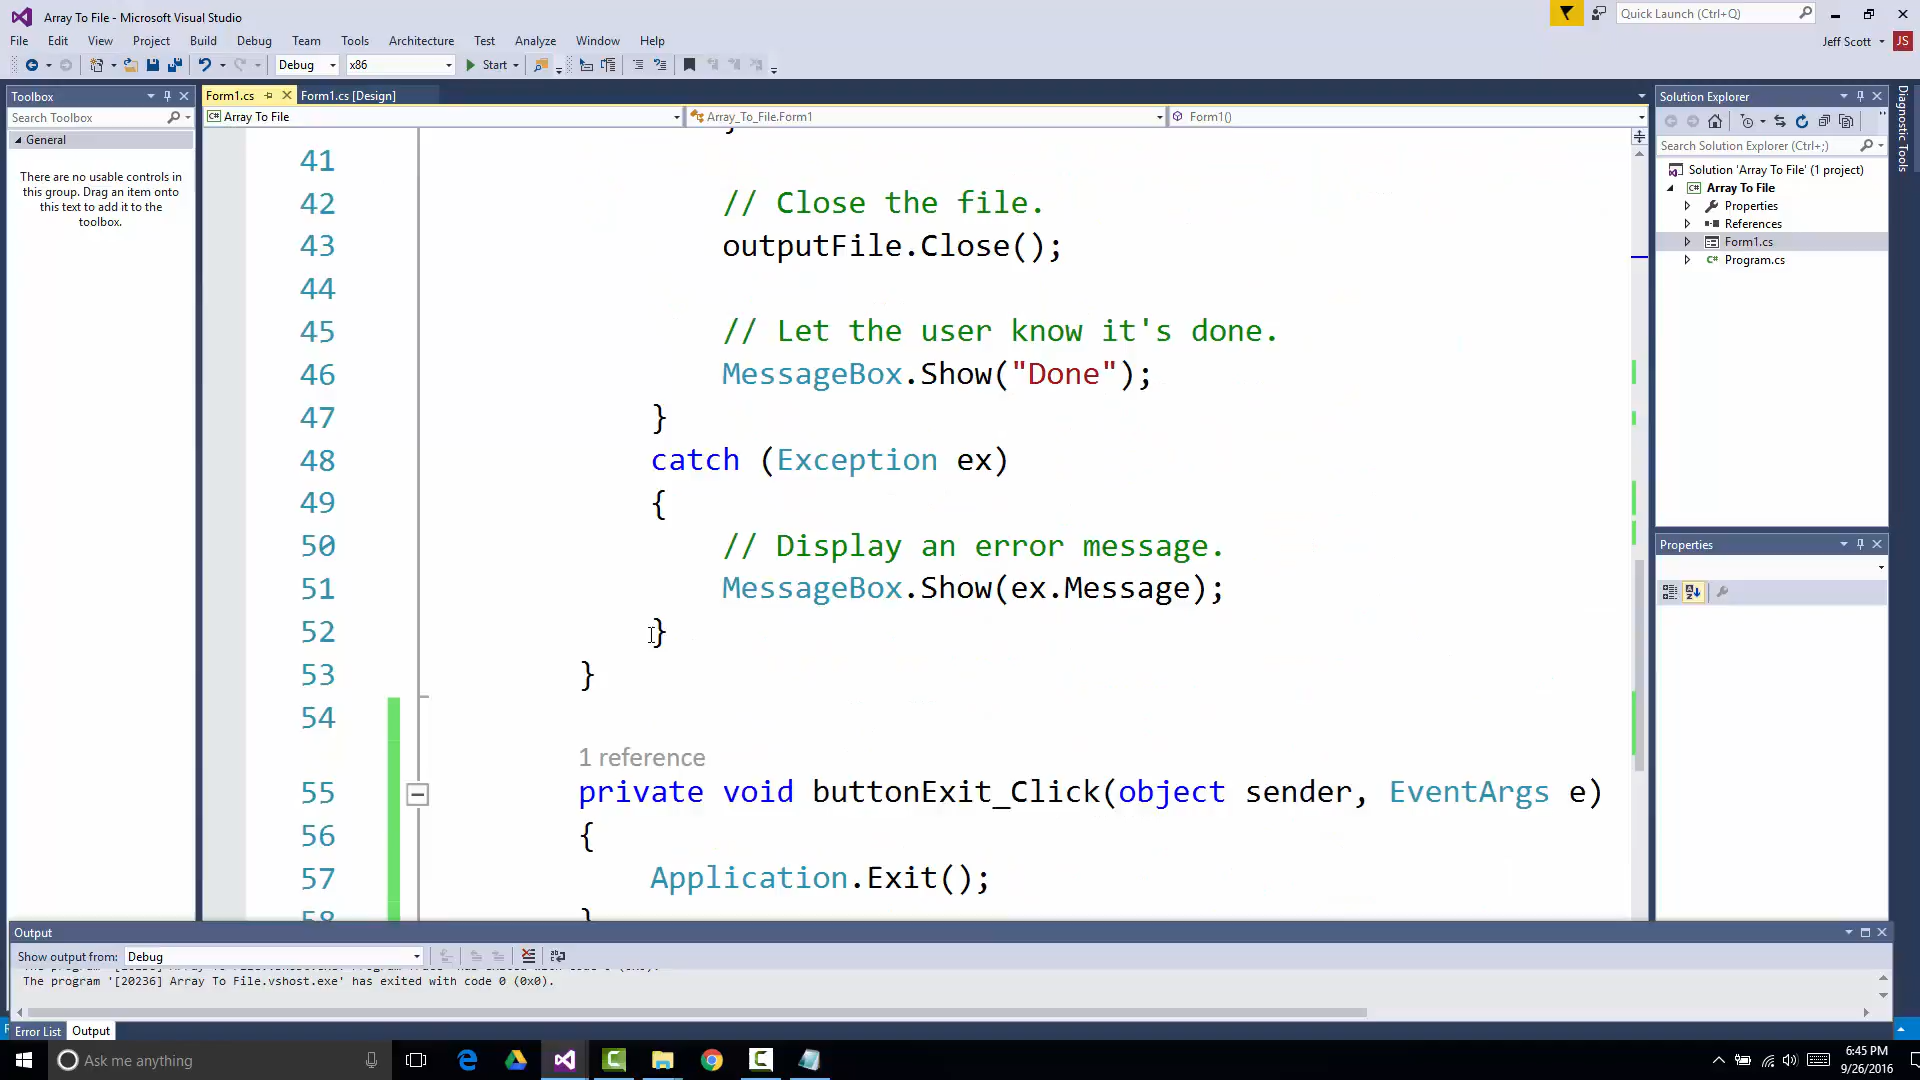 Array To File - Microsoft Visual Studio
Quick Launch (Ctrl+Q)
File Edit View Project Build Debug Team Tools Architecture Test Analyze Window Help
Jeff Scott JS
Debug x86 Start
Toolbox
Form1.cs Form1.cs [Design]
Solution Explorer
Diagnostic Tools
Search Toolbox
Array To File Array_To_File.Form1 Form1()
General
There are no usable controls in
this group. Drag an item onto
this text to add it to the
toolbox.
Search Solution Explorer (Ctrl+;)
Solution 'Array To File' (1 project)
Array To File
Properties
References
Form1.cs
C# Program.cs
41
42 // Close the file.
43 outputFile.Close();
44
45 // Let the user know it's done.
46 MessageBox.Show("Done");
47 }
48 catch (Exception ex)
49 {
50 // Display an error message.
51 MessageBox.Show(ex.Message);
52 }
53 }
54
1 reference
55 private void buttonExit_Click(object sender, EventArgs e)
56 {
57 Application.Exit();
58 }
Properties
Output
Show output from: Debug
The program '[20236] Array To File.vshost.exe' has exited with code 0 (0x0).
Error List Output
Ask me anything
6:45 PM
9/26/2016